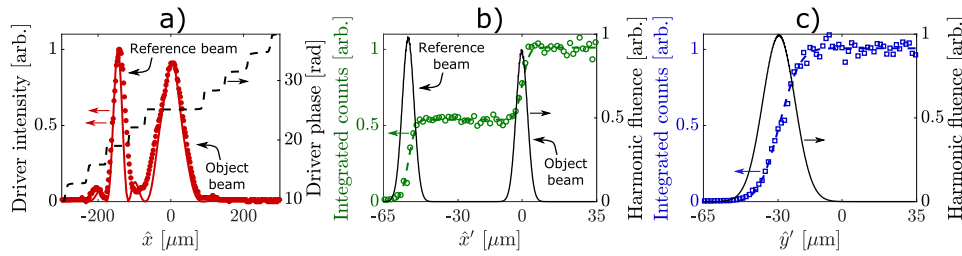 a)
Driver intensity [arb.]
1
0.5
0
Reference beam
Object
beam
30
20
10
Driver phase [rad]
-200
0
200
x̂ [μm]
b)
Integrated counts [arb.]
1
0.5
0
Reference
beam
Object
beam
1
0.5
0
Harmonic fluence [arb.]
-65
-30
0
35
x̂′ [μm]
c)
Integrated counts [arb.]
1
0.5
0
1
0.5
0
Harmonic fluence [arb.]
-65
-30
0
35
ŷ′ [μm]